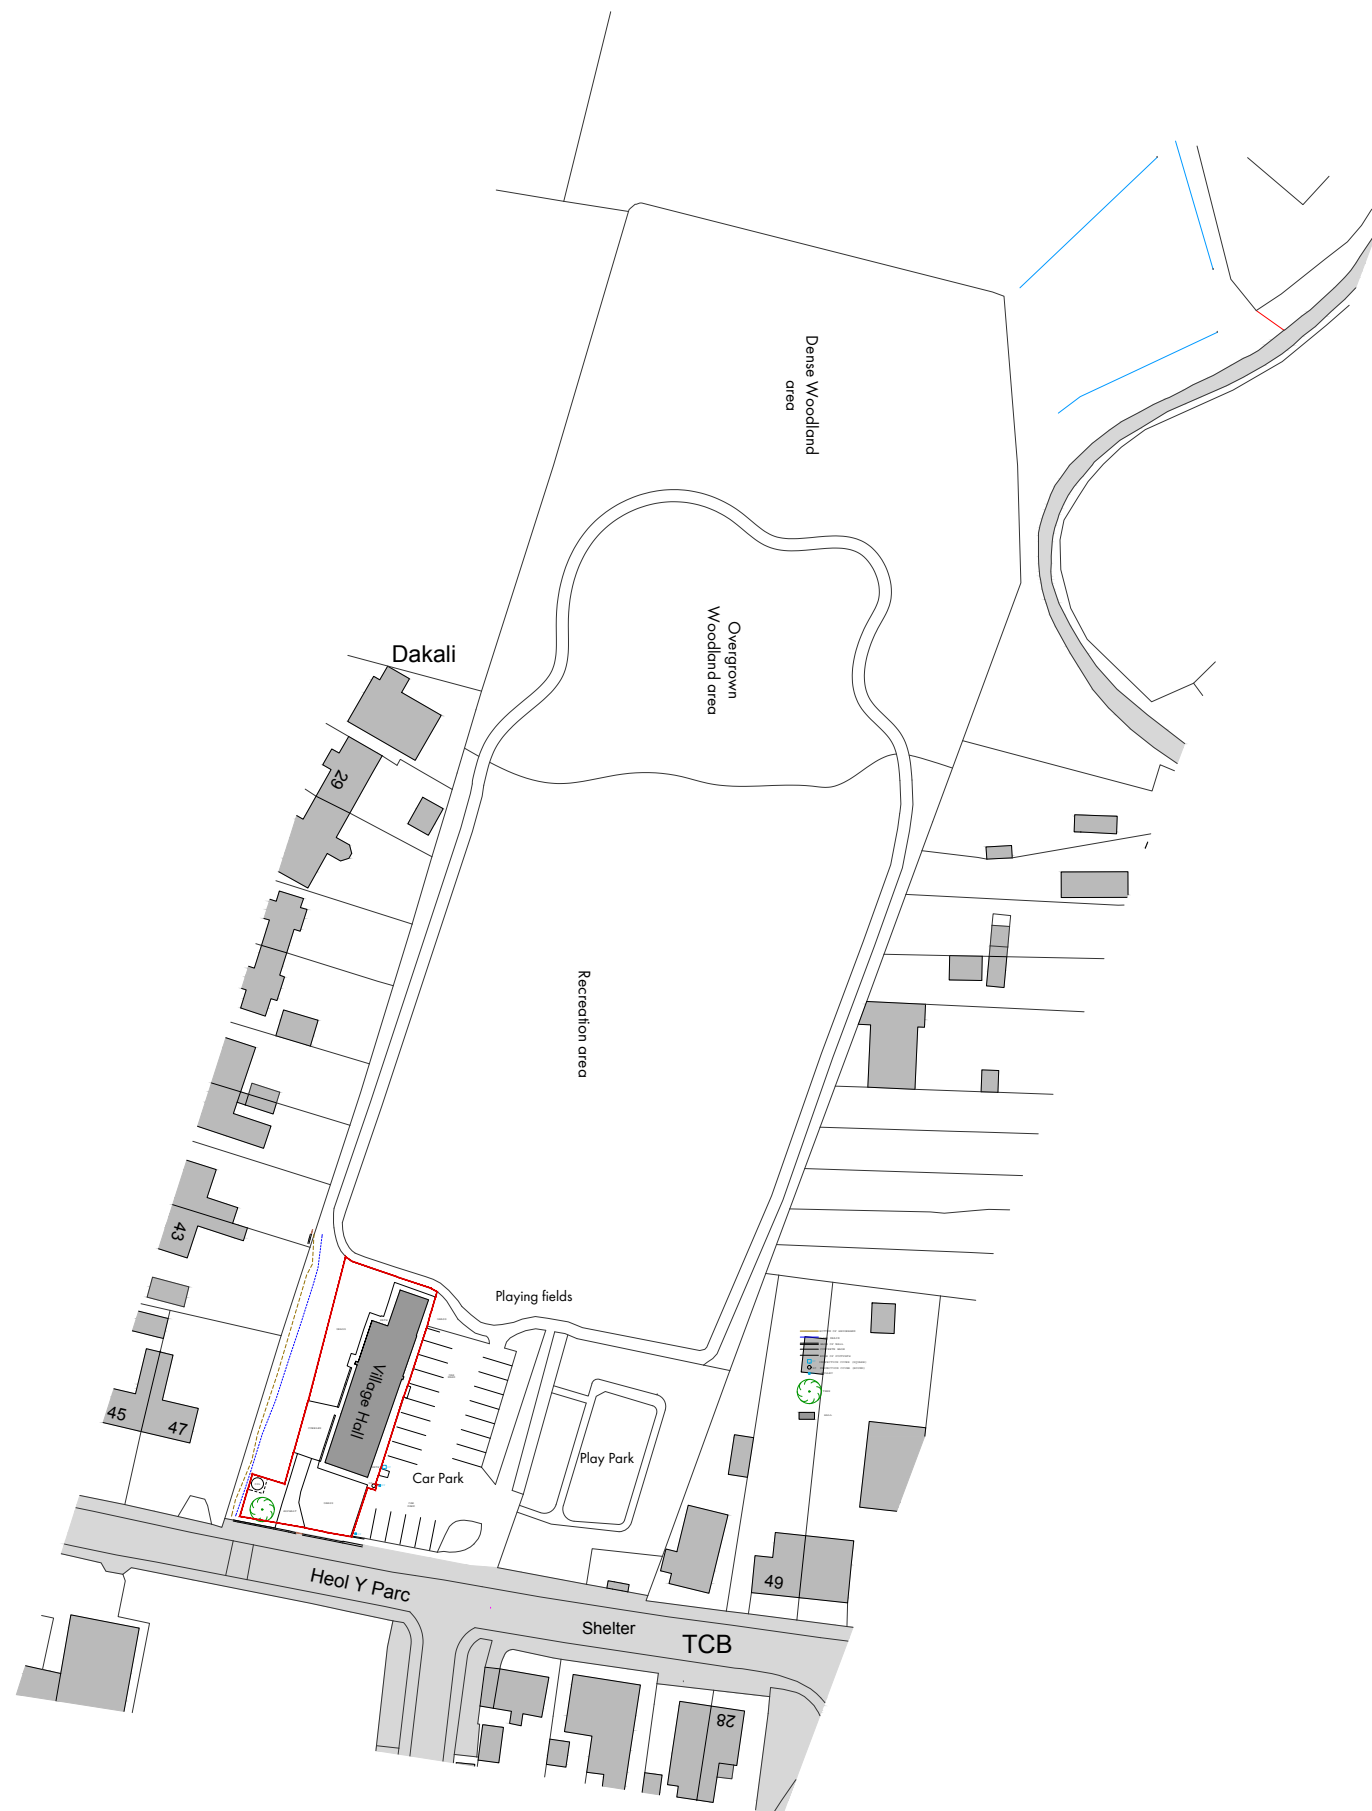 Dense Woodland
area
Overgrown
Woodland area
Dakali
29
Recreation area
43
Playing fields
Village Hall
45
47
Car Park
Play Park
49
Heol Y Parc
Shelter
TCB
28